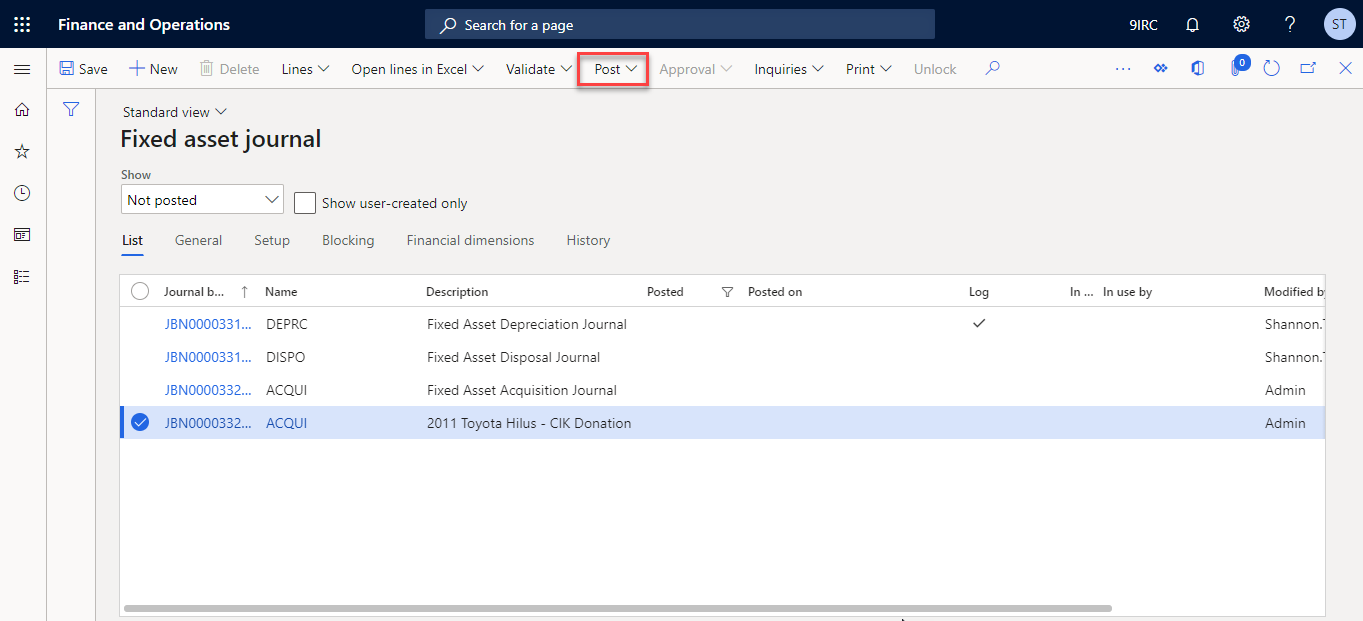 Finance and Operations Search for a page 9IRC ? ST
Save New Delete Lines Open lines in Excel Validate Post Approval Inquiries Print Unlock ... 0
Standard view
Fixed asset journal
Show
Not posted Show user-created only
List General Setup Blocking Financial dimensions History
Journal b... ↑ Name Description Posted Posted on Log In ... In use by Modified by
JBN0000331... DEPRC Fixed Asset Depreciation Journal Shannon.T
JBN0000331... DISPO Fixed Asset Disposal Journal Shannon.T
JBN0000332... ACQUI Fixed Asset Acquisition Journal Admin
JBN0000332... ACQUI 2011 Toyota Hilus - CIK Donation Admin